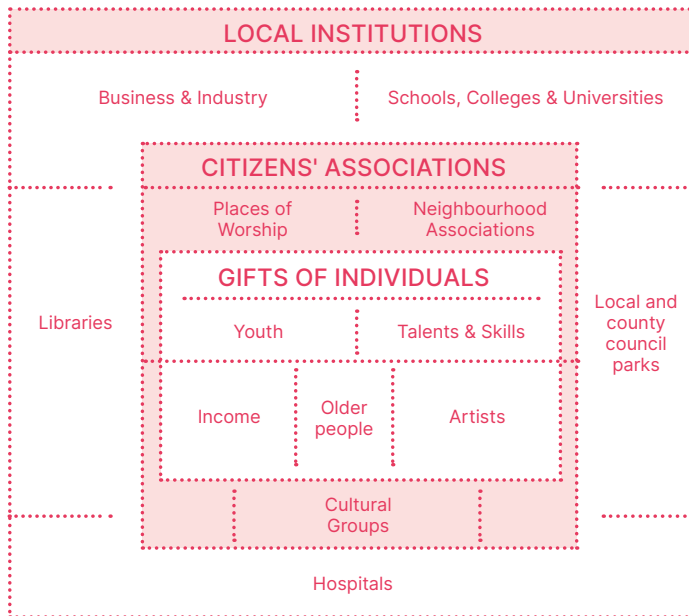 LOCAL INSTITUTIONS
Business & Industry
Schools, Colleges & Universities
CITIZENS' ASSOCIATIONS
Places of
Worship
Neighbourhood
Associations
GIFTS OF INDIVIDUALS
Youth
Talents & Skills
Libraries
Local and
county
council
parks
Income
Older
people
Artists
Cultural
Groups
Hospitals